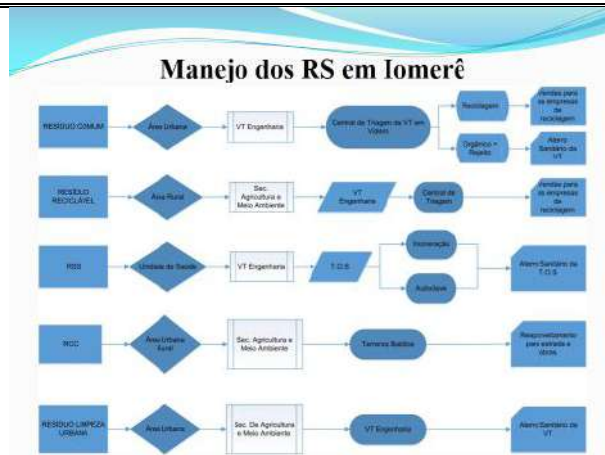 Manejo dos RS em Iomerê
RESÍDUO COMUM
Área Urbana
VT Engenharia
Central de Triagem da VT em
Videira
Reciclagem
Vendas para
as empresas
de
reciclagem
Orgânico +
Rejeito
Aterro
Sanitário da
VT
RESÍDUO
RECICLÁVEL
Área Rural
Sec.
Agricultura e
Meio Ambiente
VT
Engenharia
Central de
Triagem
Vendas para
as empresas
de
reciclagem
RSS
Unidade de Saúde
VT Engenharia
T.O.S
Incineração
Autoclave
Aterro Sanitário da
T.O.S
RCC
Área Urbana
Rural
Sec. Agricultura e
Meio Ambiente
Terrenos Baldios
Reaproveitamento
para estrada e
obras
RESÍDUO LIMPEZA
URBANA
Área Urbana
Sec. De Agricultura
e Meio Ambiente
VT Engenharia
Aterro Sanitário da
VT